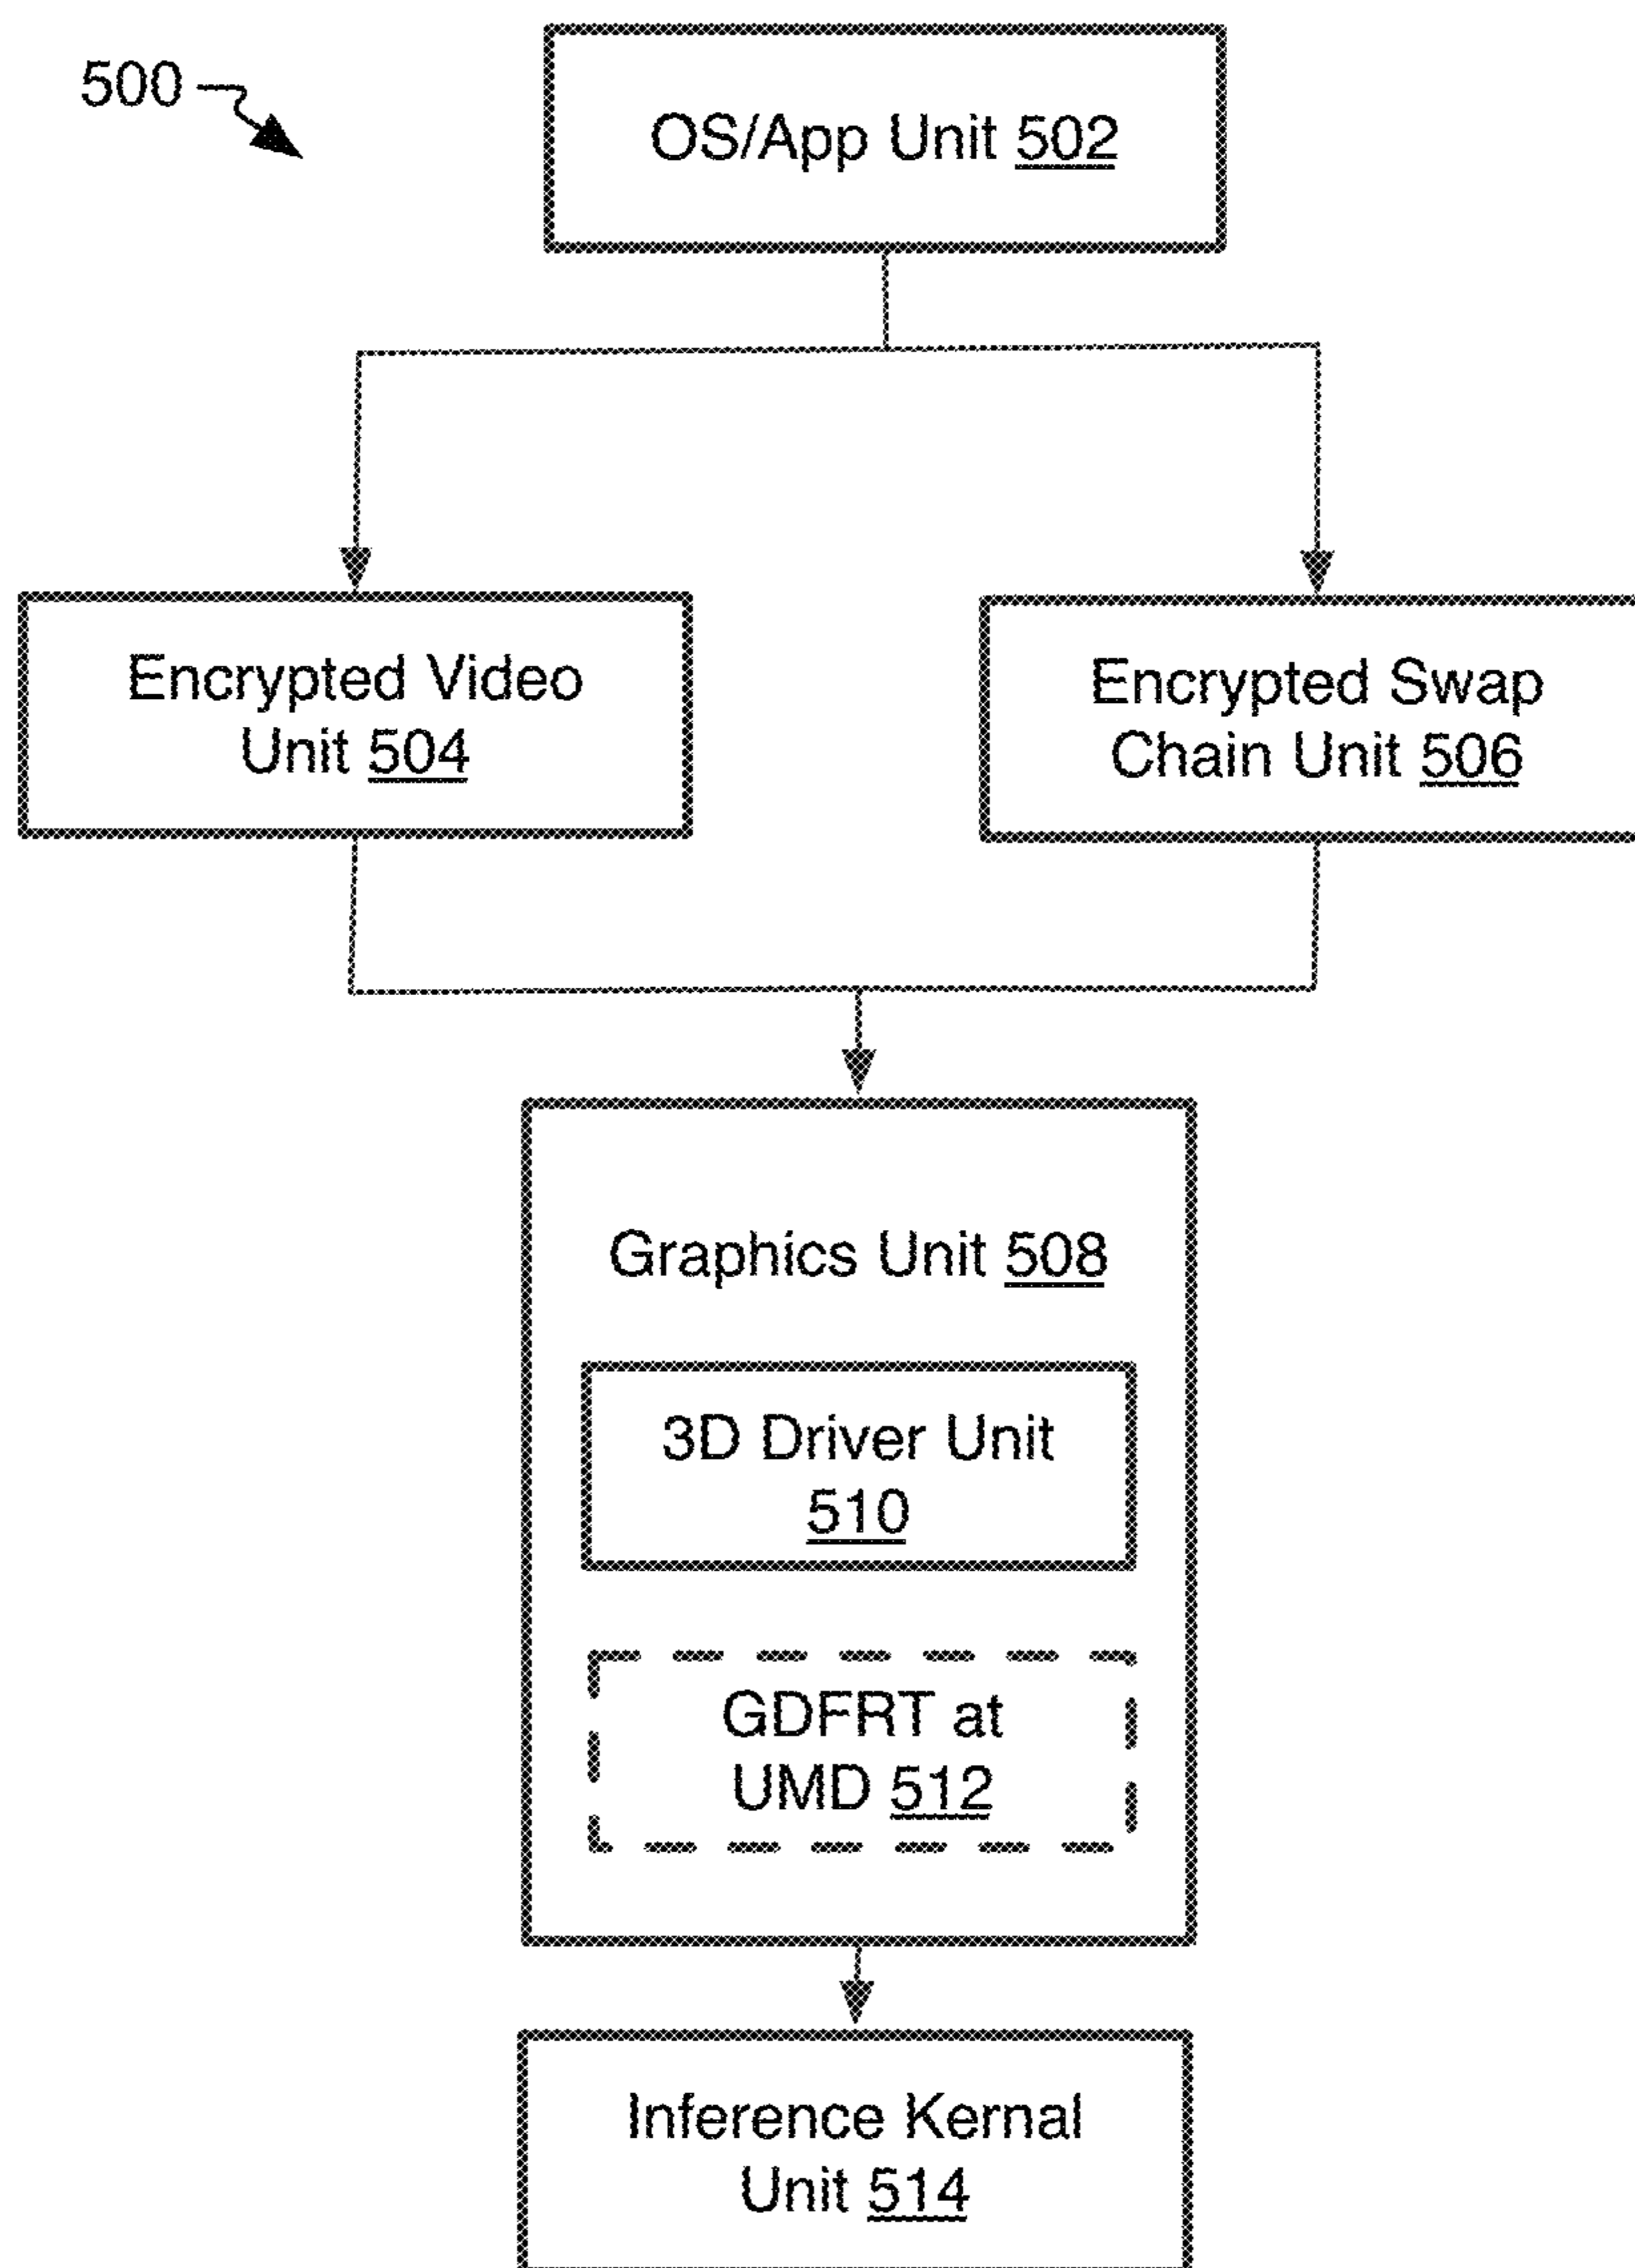 500
OS/App Unit 502
Encrypted Video
Unit 504
Encrypted Swap
Chain Unit 506
Graphics Unit 508
3D Driver Unit
510
GDFRT at
UMD 512
Inference Kernal
Unit 514